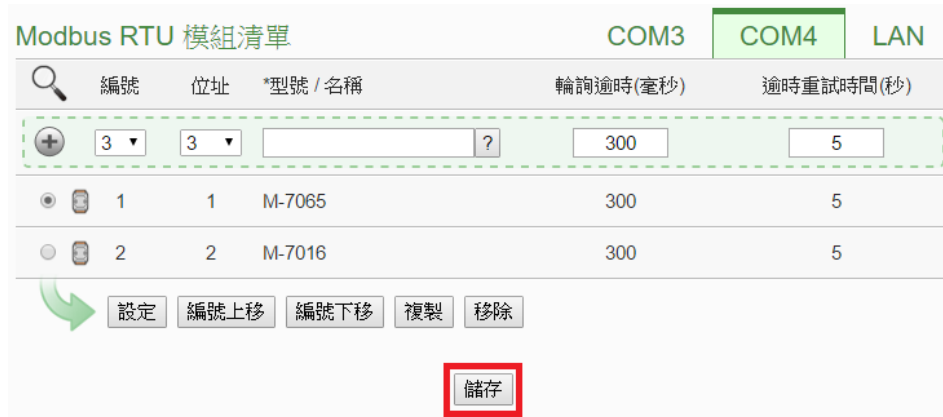 Modbus RTU 模組清單 COM3 COM4 LAN
編號 位址 *型號 / 名稱 輪詢逾時(毫秒) 逾時重試時間(秒)
3 3 ? 300 5
1 1 M-7065 300 5
2 2 M-7016 300 5
設定 編號上移 編號下移 複製 移除
儲存